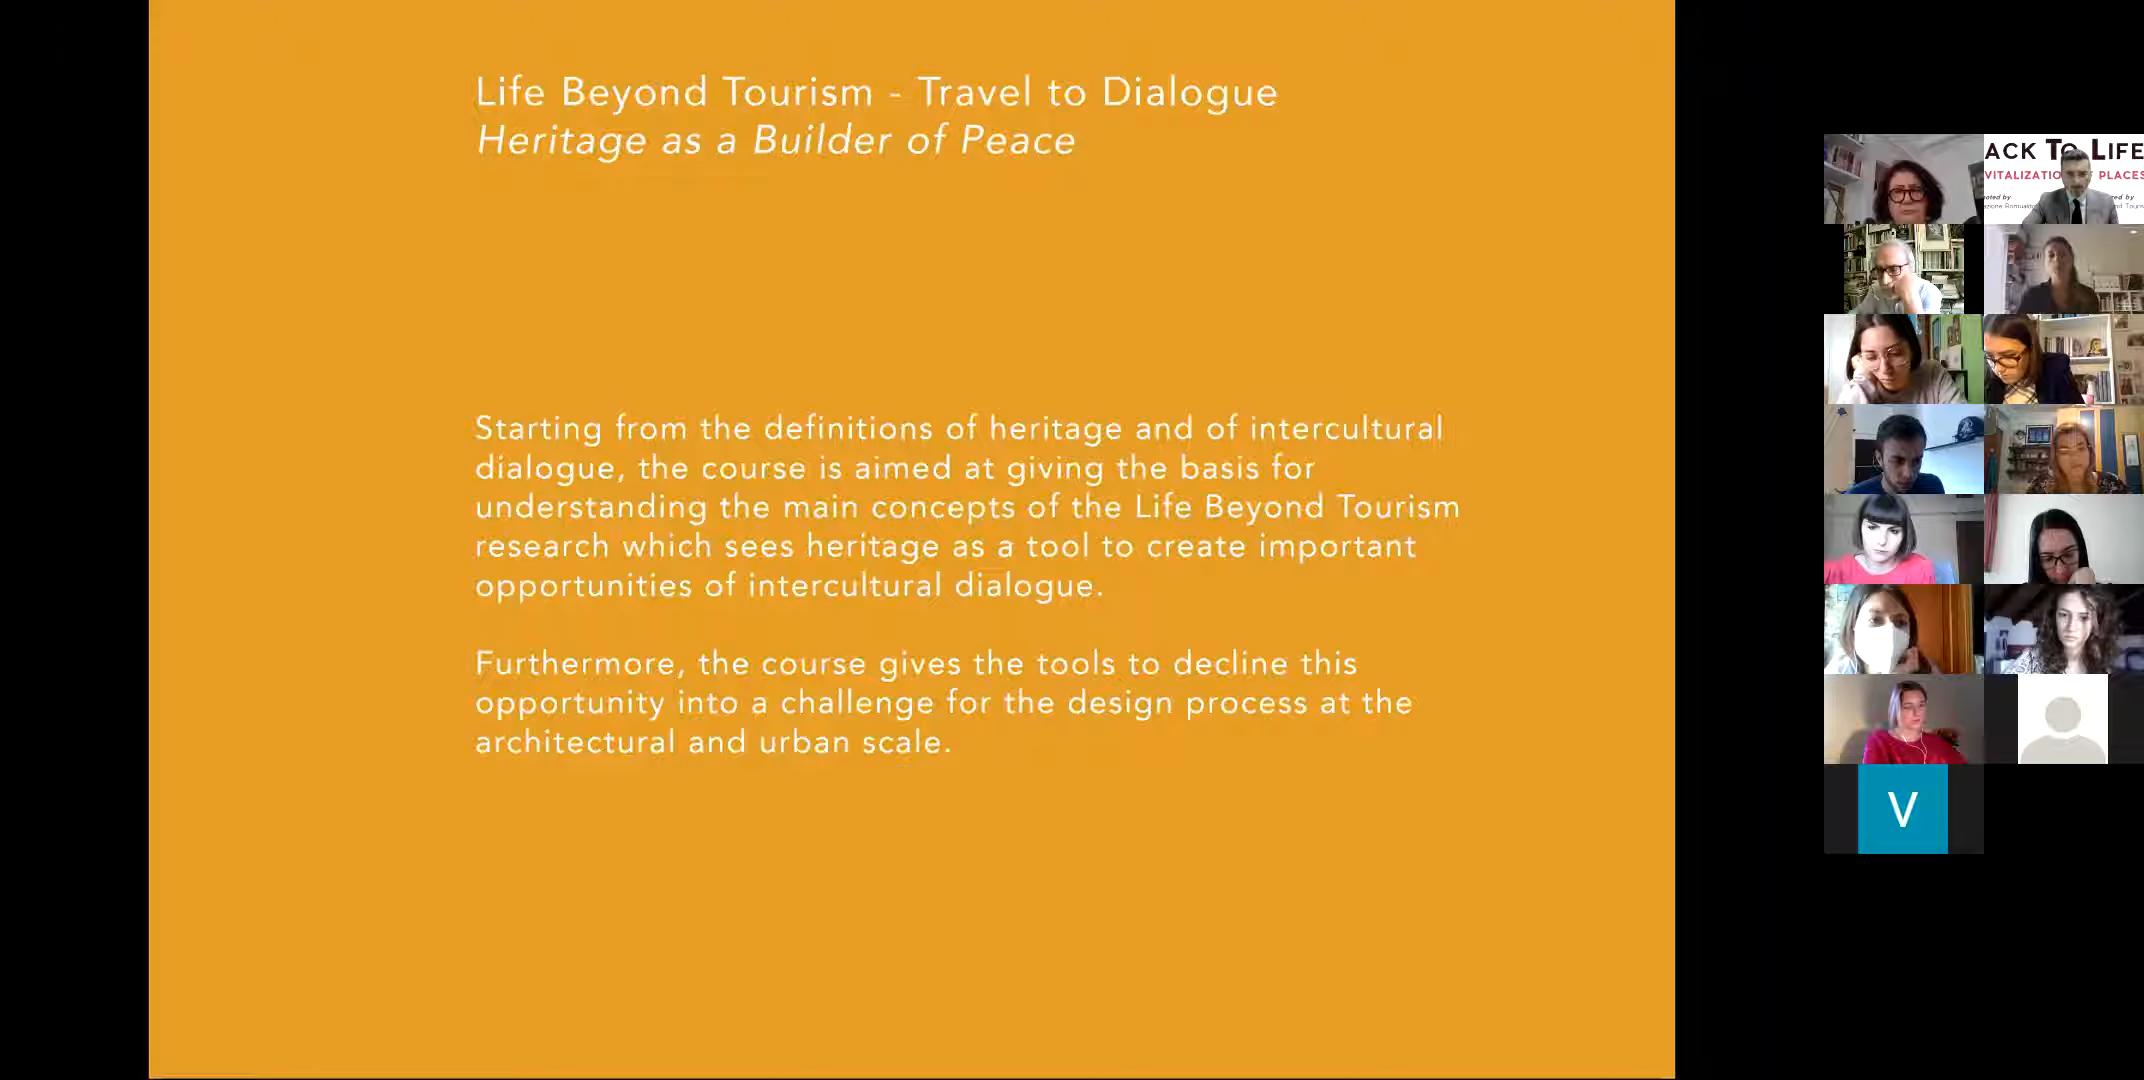 Life Beyond Tourism - Travel to Dialogue
Heritage as a Builder of Peace
Starting from the definitions of heritage and of intercultural
dialogue, the course is aimed at giving the basis for
understanding the main concepts of the Life Beyond Tourism
research which sees heritage as a tool to create important
opportunities of intercultural dialogue.
Furthermore, the course gives the tools to decline this
opportunity into a challenge for the design process at the
architectural and urban scale.
ACK TO LIFE
VITALIZATIO PLACES
V